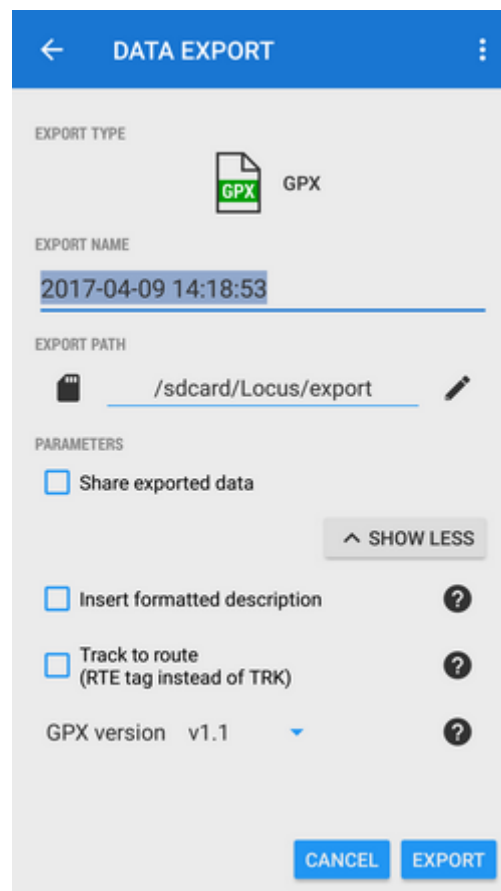 DATA EXPORT
EXPORT TYPE
GPX
GPX
EXPORT NAME
2017-04-09 14:18:53
EXPORT PATH
/sdcard/Locus/export
PARAMETERS
Share exported data
SHOW LESS
Insert formatted description
Track to route
(RTE tag instead of TRK)
GPX version v1.1
CANCEL EXPORT